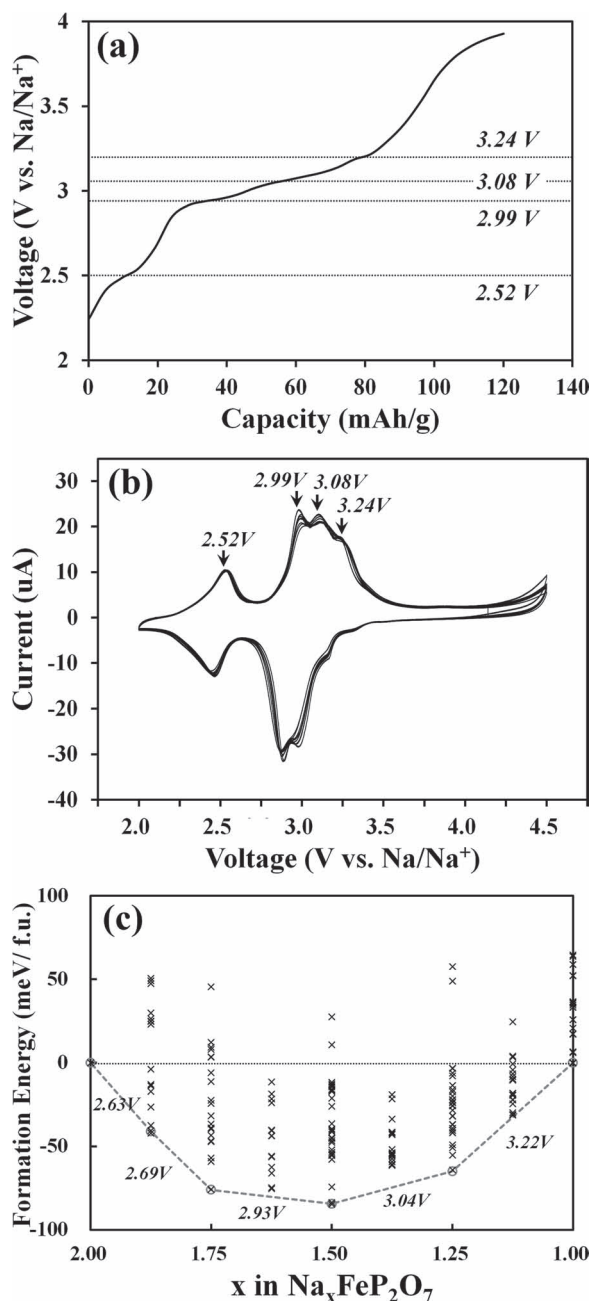 (a)
4
3.5
3
2.5
2
3.24 V
3.08 V
2.99 V
2.52 V
0 20 40 60 80 100 120 140
Voltage (V vs. Na/Na⁺)
Capacity (mAh/g)
(b)
30
20
10
0
-10
-20
-30
-40
2.52V
2.99V
3.08V
3.24V
2.0 2.5 3.0 3.5 4.0 4.5
Current (uA)
Voltage (V vs. Na/Na⁺)
(c)
100
50
0
-50
-100
2.63V
2.69V
2.93V
3.04V
3.22V
2.00 1.75 1.50 1.25 1.00
Formation Energy (meV/ f.u.)
x in NaₓFeP₂O₇